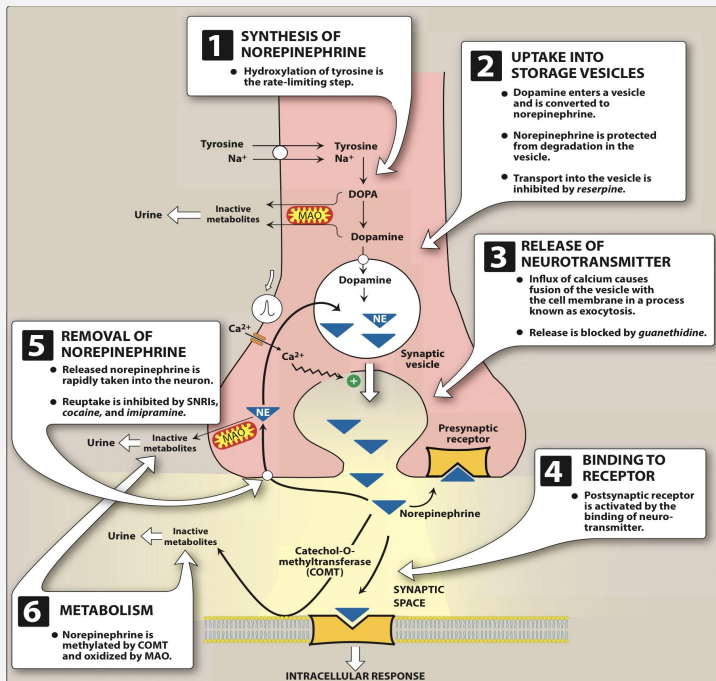 1 SYNTHESIS OF
NOREPINEPHRINE
• Hydroxylation of tyrosine is
the rate-limiting step.
2 UPTAKE INTO
STORAGE VESICLES
• Dopamine enters a vesicle
and is converted to
norepinephrine.
• Norepinephrine is protected
from degradation in the
vesicle.
• Transport into the vesicle is
inhibited by reserpine.
Tyrosine
Na⁺
Tyrosine
Na⁺
DOPA
MAO
Inactive
metabolites
Urine
Dopamine
Dopamine
NE
Synaptic
vesicle
3 RELEASE OF
NEUROTRANSMITTER
• Influx of calcium causes
fusion of the vesicle with
the cell membrane in a process
known as exocytosis.
• Release is blocked by guanethidine.
Ca²⁺
Ca²⁺
+
5 REMOVAL OF
NOREPINEPHRINE
• Released norepinephrine is
rapidly taken into the neuron.
• Reuptake is inhibited by SNRIs,
cocaine, and imipramine.
NE
MAO
Inactive
metabolites
Urine
Presynaptic
receptor
4 BINDING TO
RECEPTOR
• Postsynaptic receptor
is activated by the
binding of neuro-
transmitter.
Norepinephrine
Urine
Inactive
metabolites
Catechol-O-
methyltransferase
(COMT)
SYNAPTIC
SPACE
6 METABOLISM
• Norepinephrine is
methylated by COMT
and oxidized by MAO.
INTRACELLULAR RESPONSE